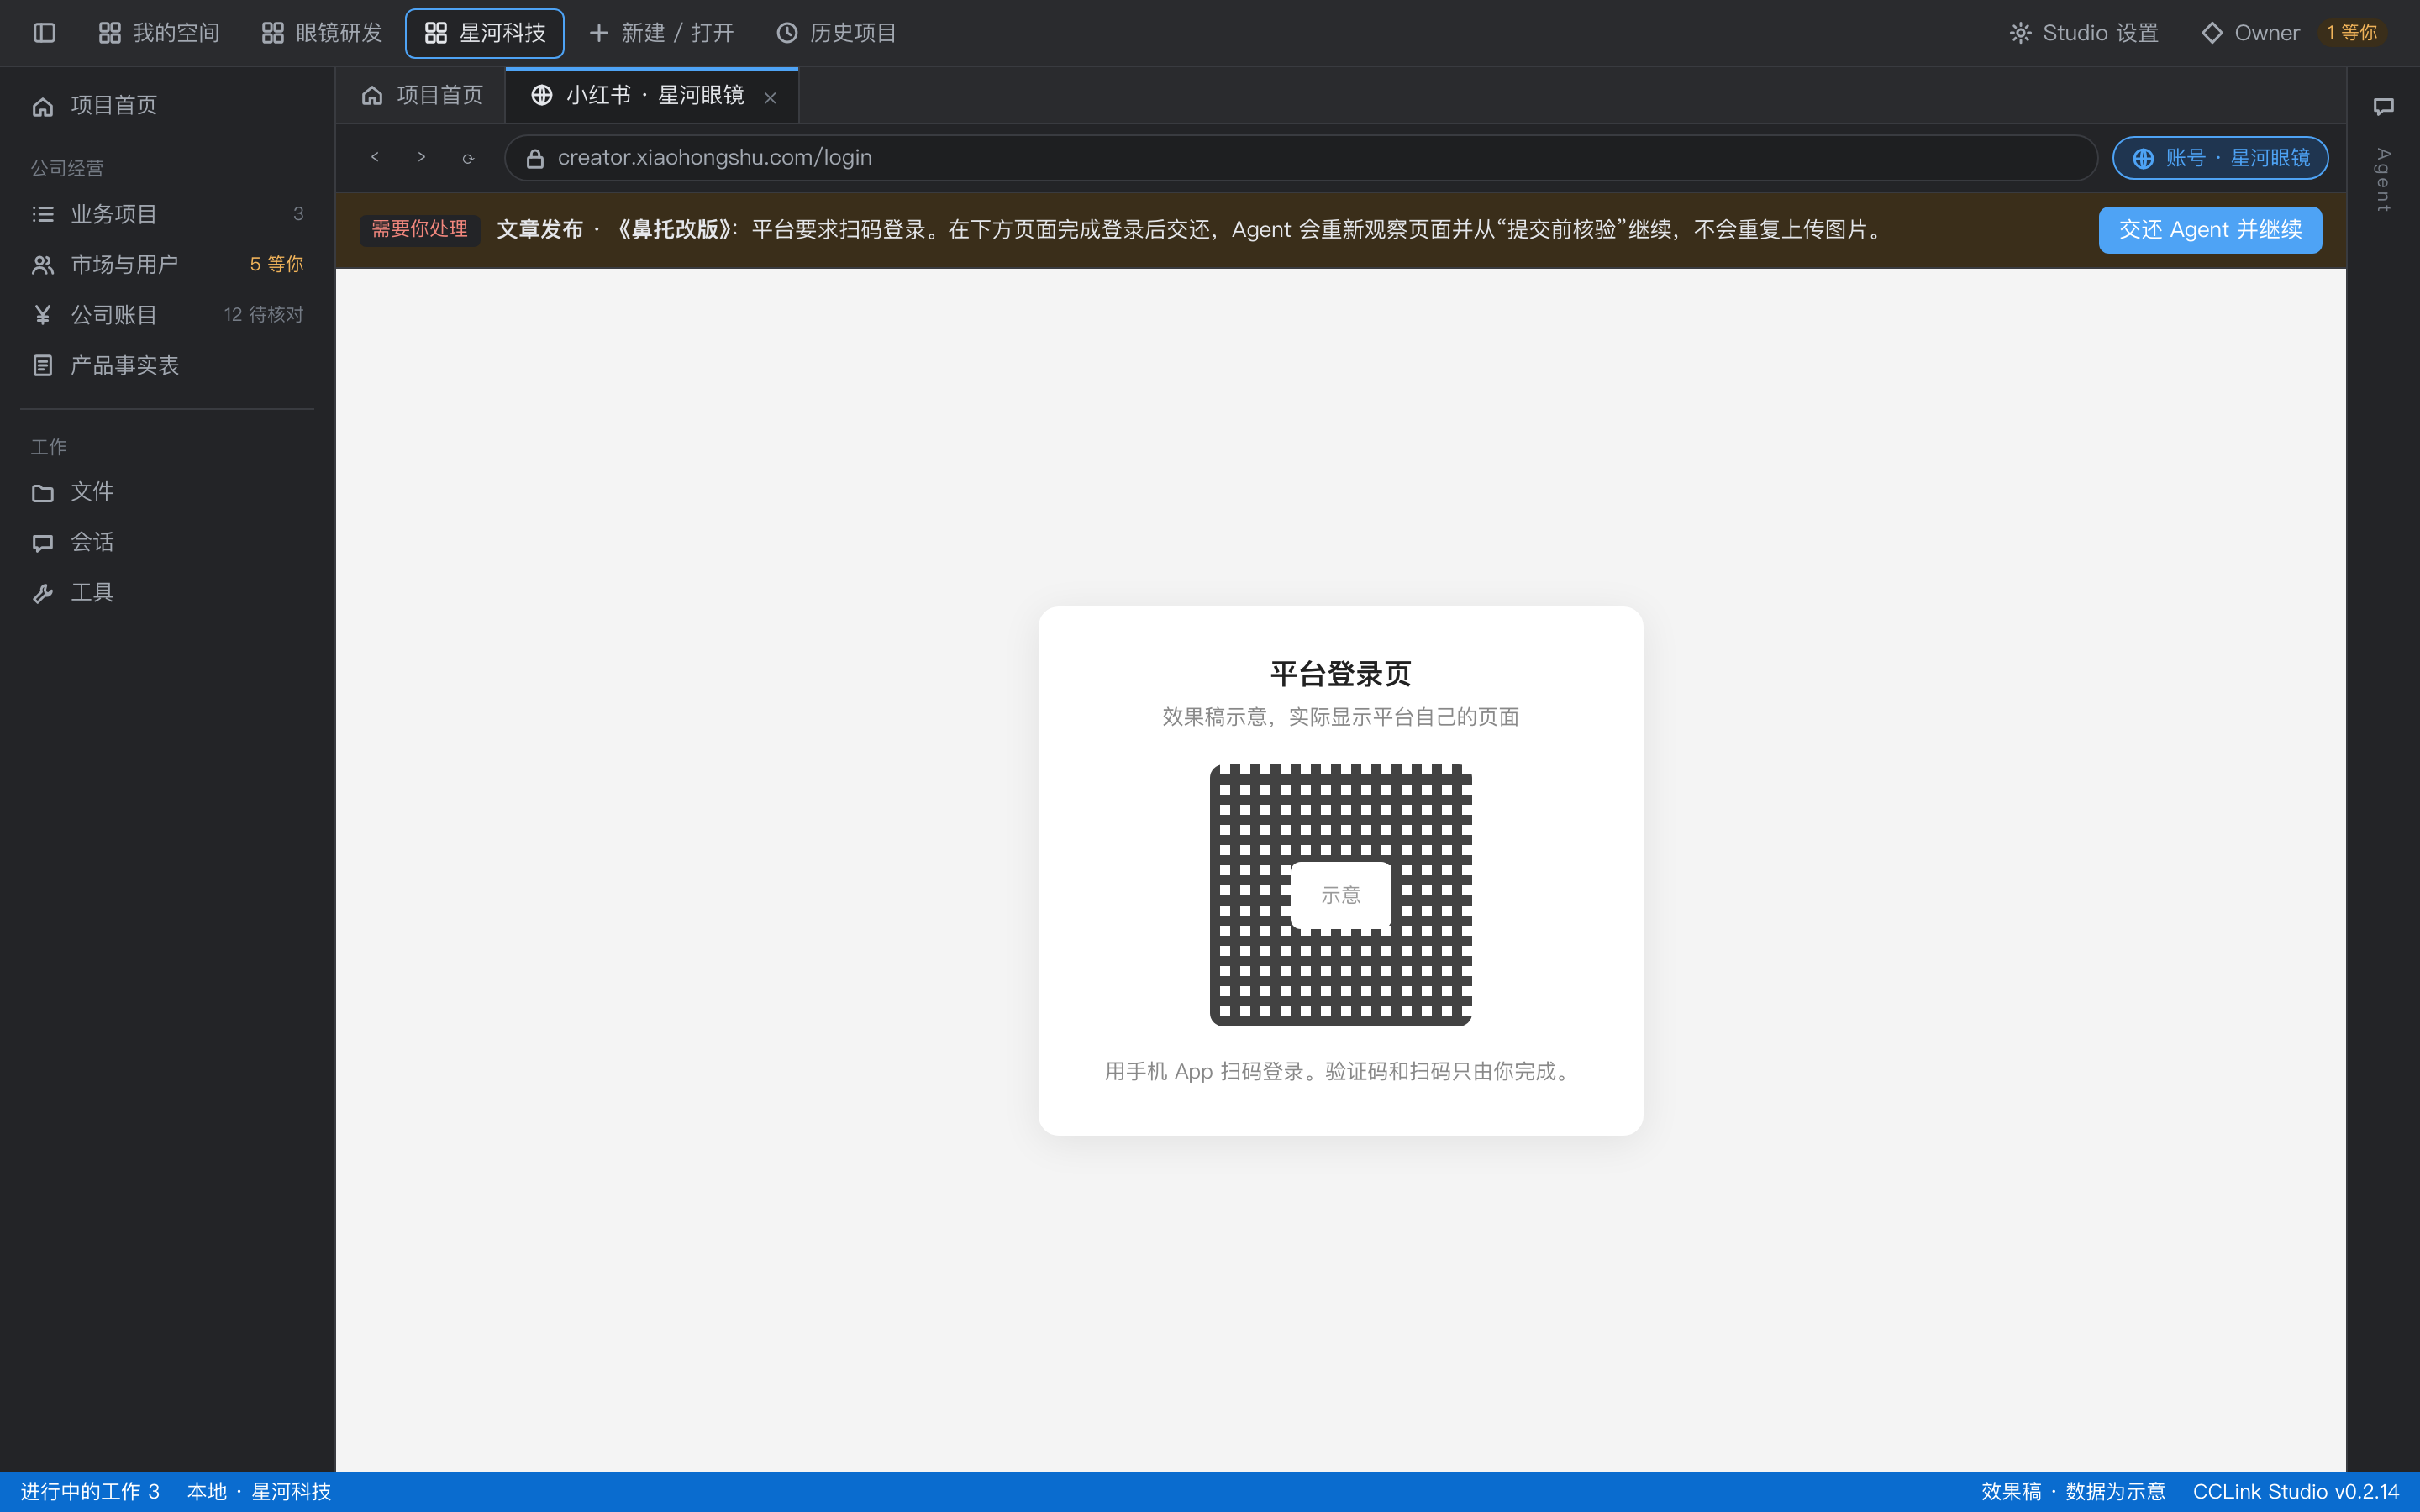 我的空间 眼镜研发 星河科技 新建 / 打开 历史项目 Studio 设置 Owner 1 等你
项目首页
公司经营
业务项目 3
市场与用户 5 等你
公司账目 12 待核对
产品事实表
工作
文件
会话
工具
项目首页 小红书 · 星河眼镜
creator.xiaohongshu.com/login 账号 · 星河眼镜
需要你处理 文章发布 · 《鼻托改版》：平台要求扫码登录。在下方页面完成登录后交还，Agent 会重新观察页面并从“提交前核验”继续，不会重复上传图片。 交还 Agent 并继续
平台登录页
效果稿示意，实际显示平台自己的页面
示意
用手机 App 扫码登录。验证码和扫码只由你完成。
Agent
进行中的工作 3 本地 · 星河科技 效果稿 · 数据为示意 CCLink Studio v0.2.14